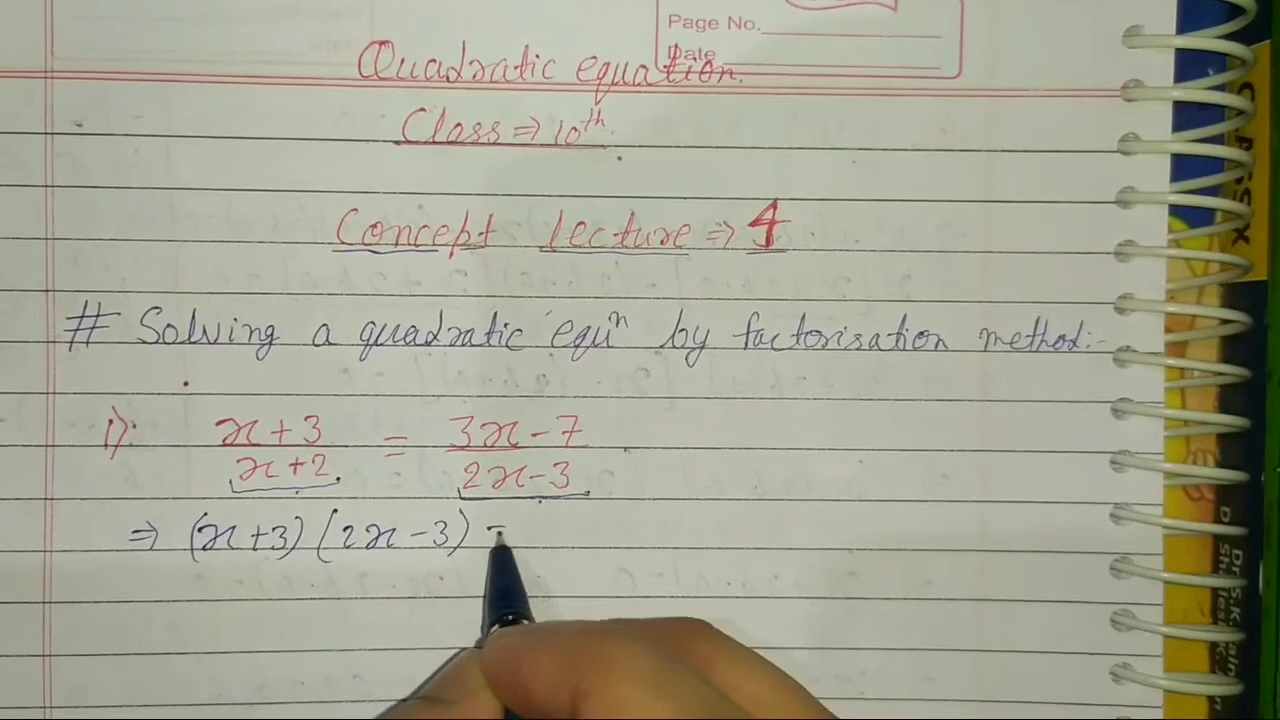 Page No.
Date
Quadratic equation.
Class ⇒ 10th.
Concept lecture ⇒ 4
# Solving a quadratic equⁿ by factorisation method:-
i): x+3 / x+2 = 3x-7 / 2x-3
⇒ (x+3) (2x-3) =
Dr. S.K.